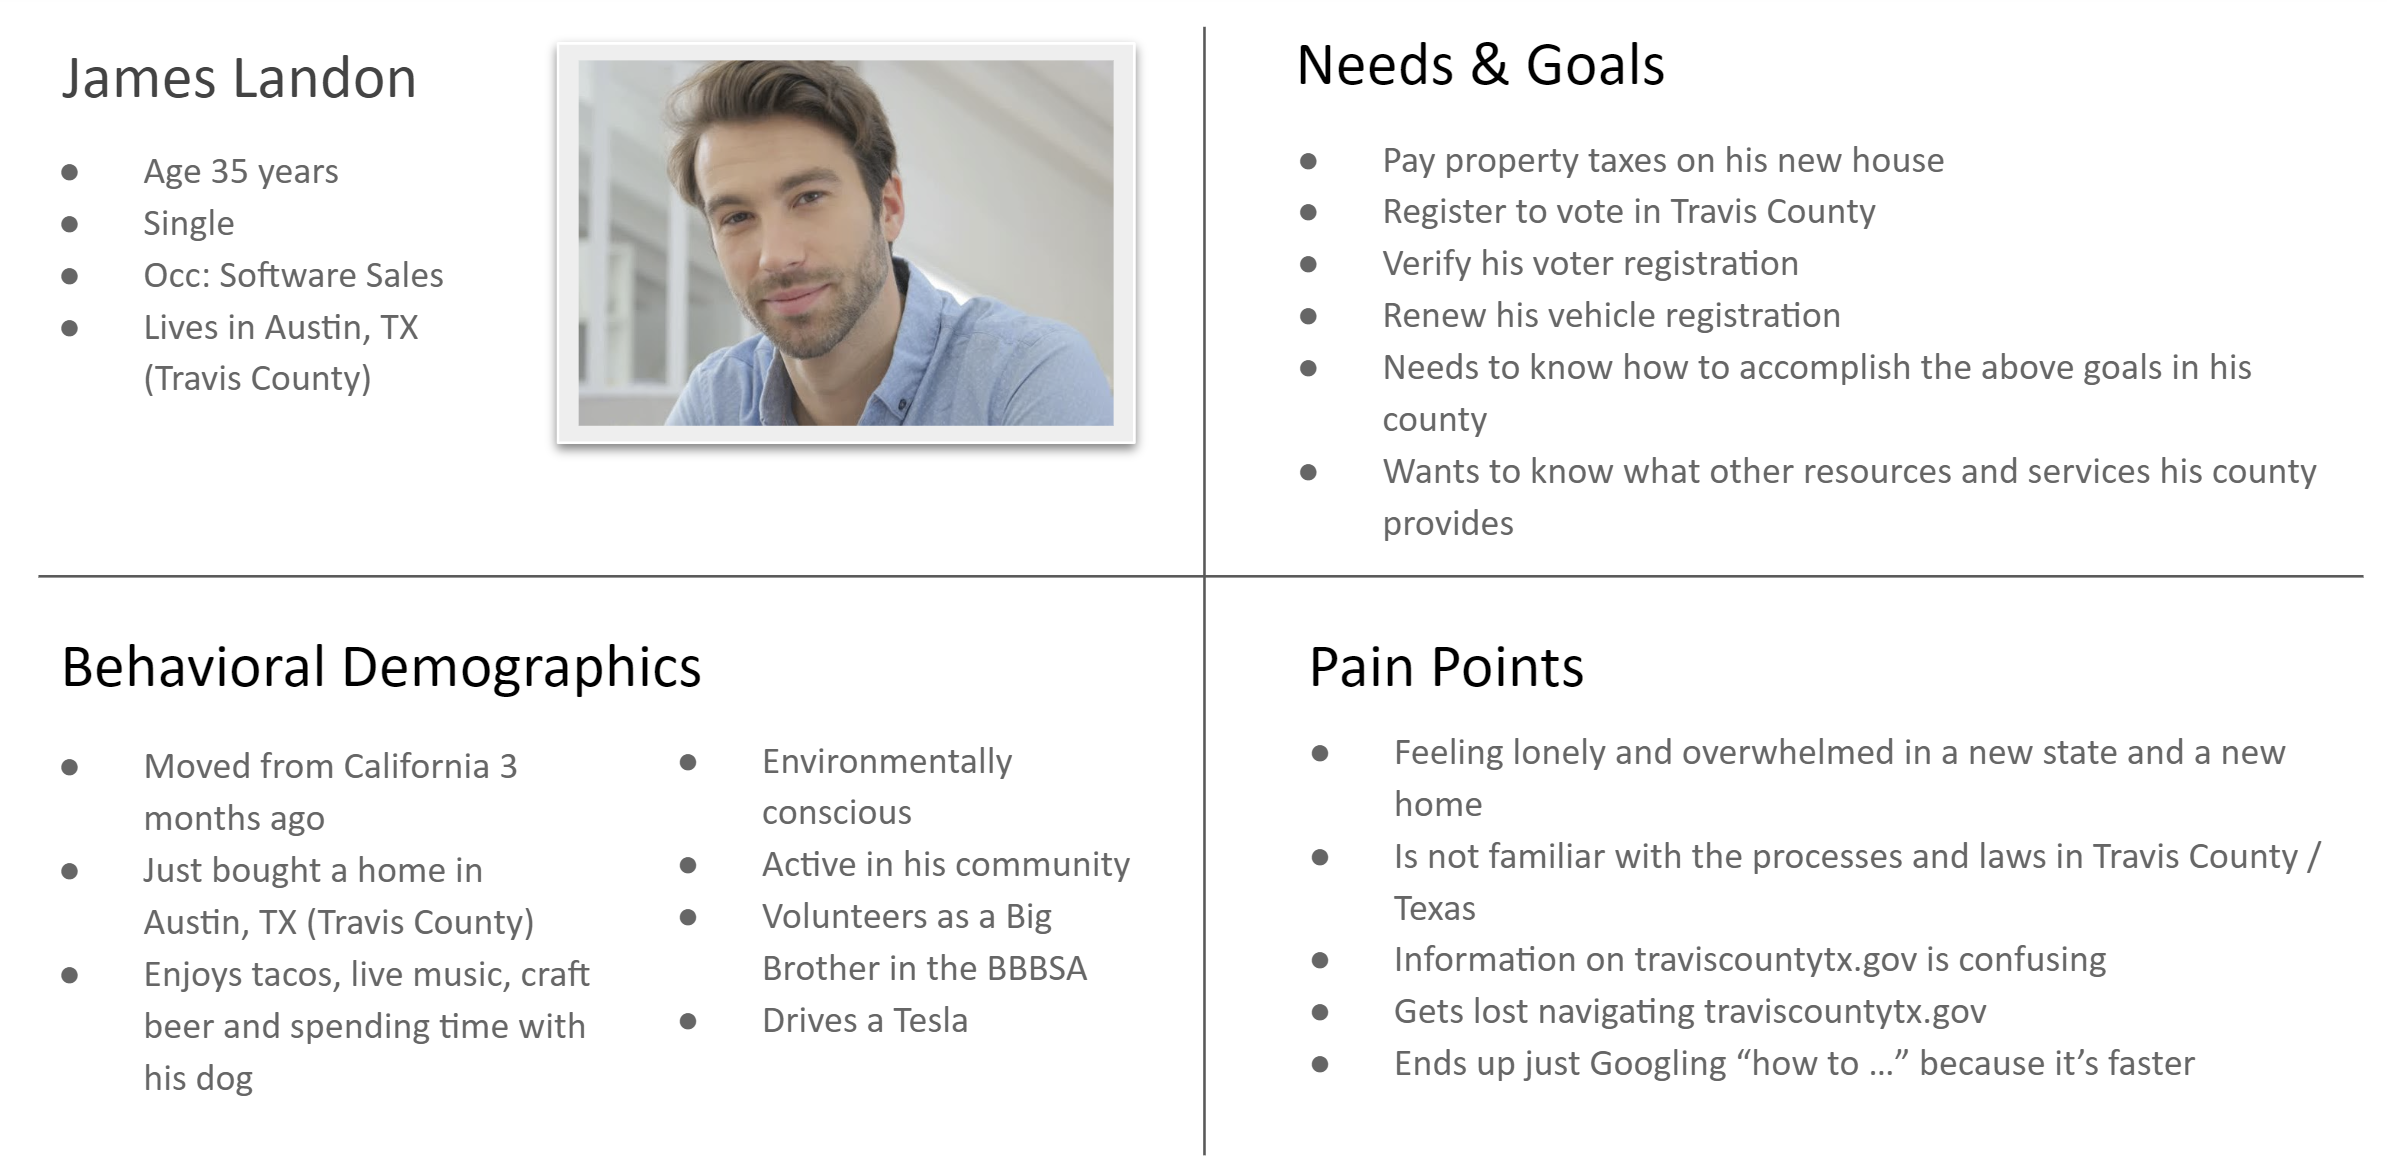 James Landon
● Age 35 years
● Single
● Occ: Software Sales
● Lives in Austin, TX
(Travis County)
Needs & Goals
● Pay property taxes on his new house
● Register to vote in Travis County
● Verify his voter registration
● Renew his vehicle registration
● Needs to know how to accomplish the above goals in his
county
● Wants to know what other resources and services his county
provides
Behavioral Demographics
● Moved from California 3
months ago
● Just bought a home in
Austin, TX (Travis County)
● Enjoys tacos, live music, craft
beer and spending time with
his dog
● Environmentally
conscious
● Active in his community
● Volunteers as a Big
Brother in the BBBSA
● Drives a Tesla
Pain Points
● Feeling lonely and overwhelmed in a new state and a new
home
● Is not familiar with the processes and laws in Travis County /
Texas
● Information on traviscountytx.gov is confusing
● Gets lost navigating traviscountytx.gov
● Ends up just Googling “how to ...” because it’s faster